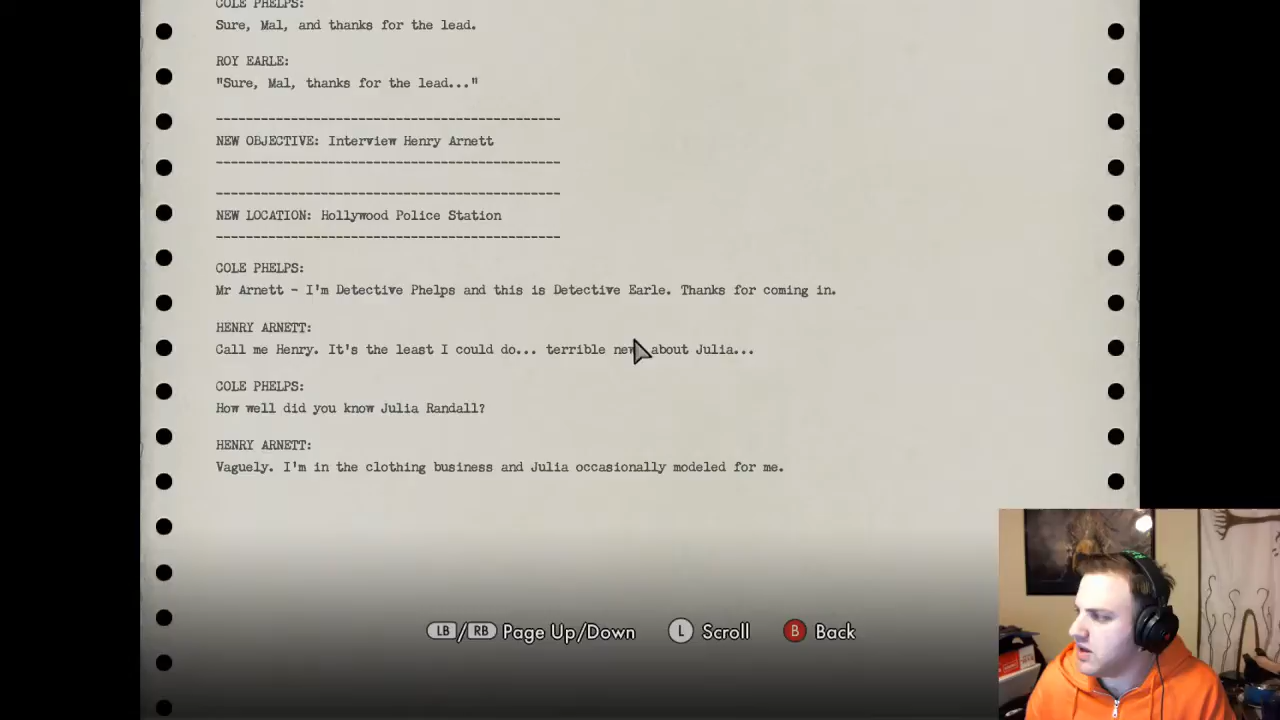 COLE PHELPS:
Sure, Mal, and thanks for the lead.
ROY EARLE:
"Sure, Mal, thanks for the lead..."
----------------------------------------------
NEW OBJECTIVE: Interview Henry Arnett
----------------------------------------------
----------------------------------------------
NEW LOCATION: Hollywood Police Station
----------------------------------------------
COLE PHELPS:
Mr Arnett - I'm Detective Phelps and this is Detective Earle. Thanks for coming in.
HENRY ARNETT:
Call me Henry. It's the least I could do... terrible about Julia...
COLE PHELPS:
How well did you know Julia Randall?
HENRY ARNETT:
Vaguely. I'm in the clothing business and Julia occasionally modeled for me.
LB/RB Page Up/Down L Scroll B Back